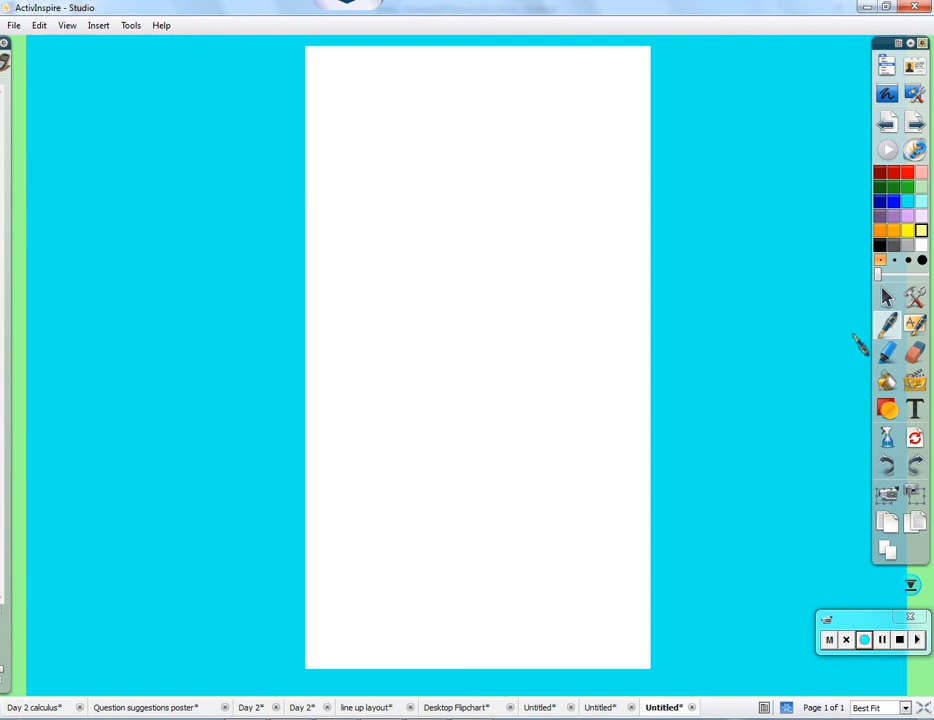 ActivInspire - Studio
File Edit View Insert Tools Help
A
T
M
Day 2 calculus* Question suggestions poster* Day 2* Day 2* line up layout* Desktop Flipchart* Untitled* Untitled* Untitled* Page 1 of 1 Best Fit